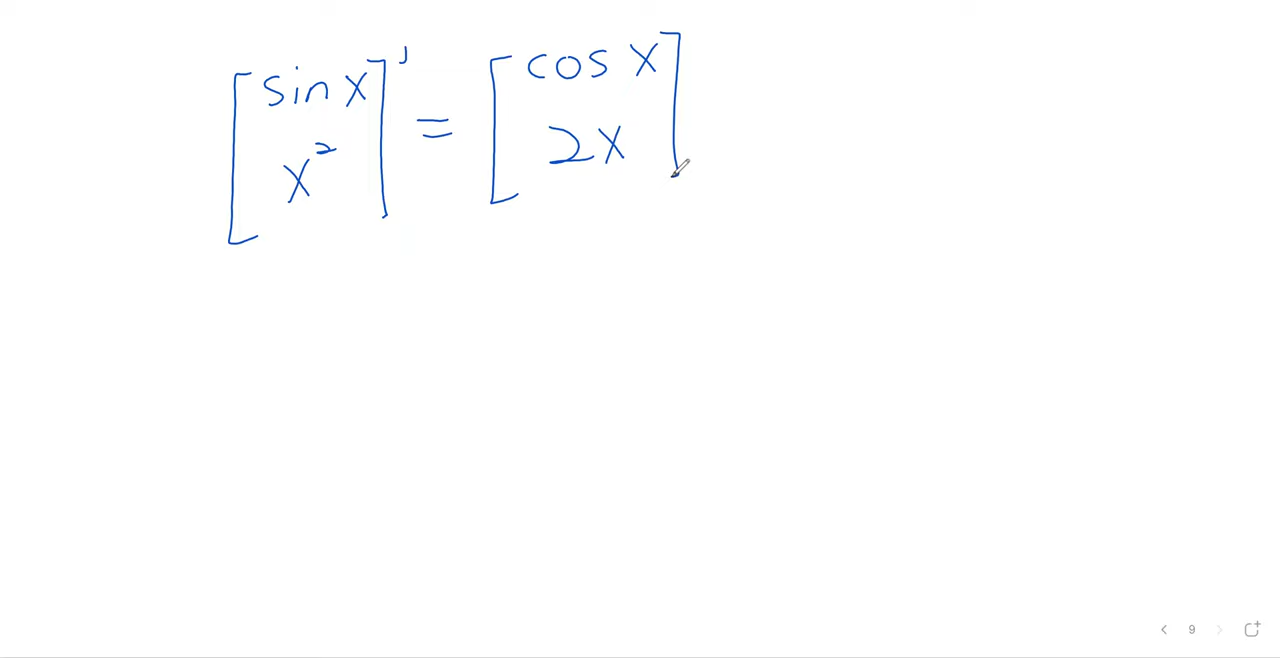 [sin x]' = [cos x]
[x²] [2x]
9